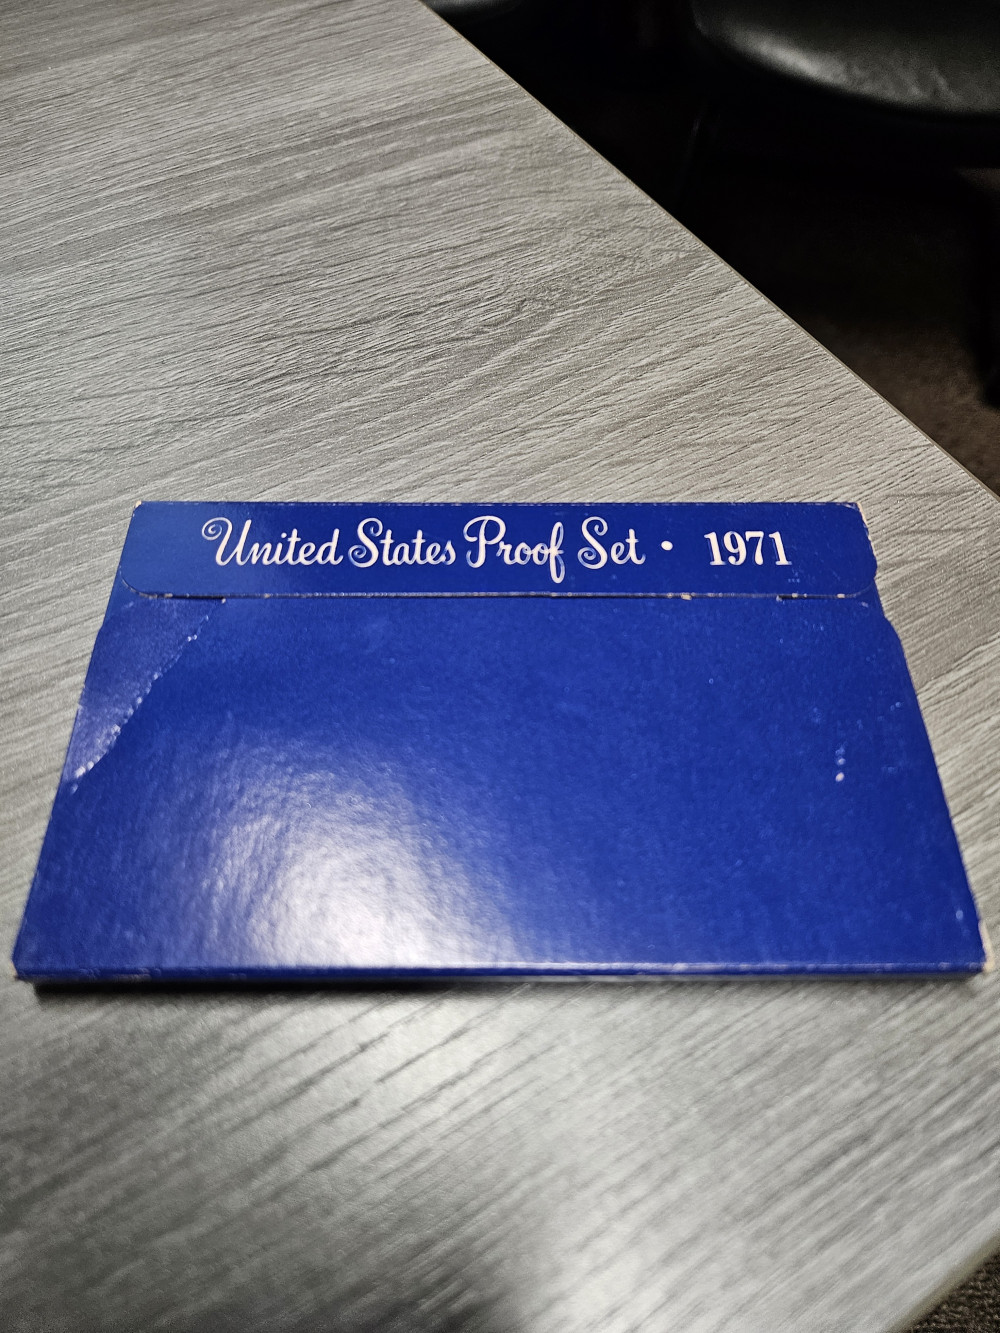 United States Proof Set • 1971